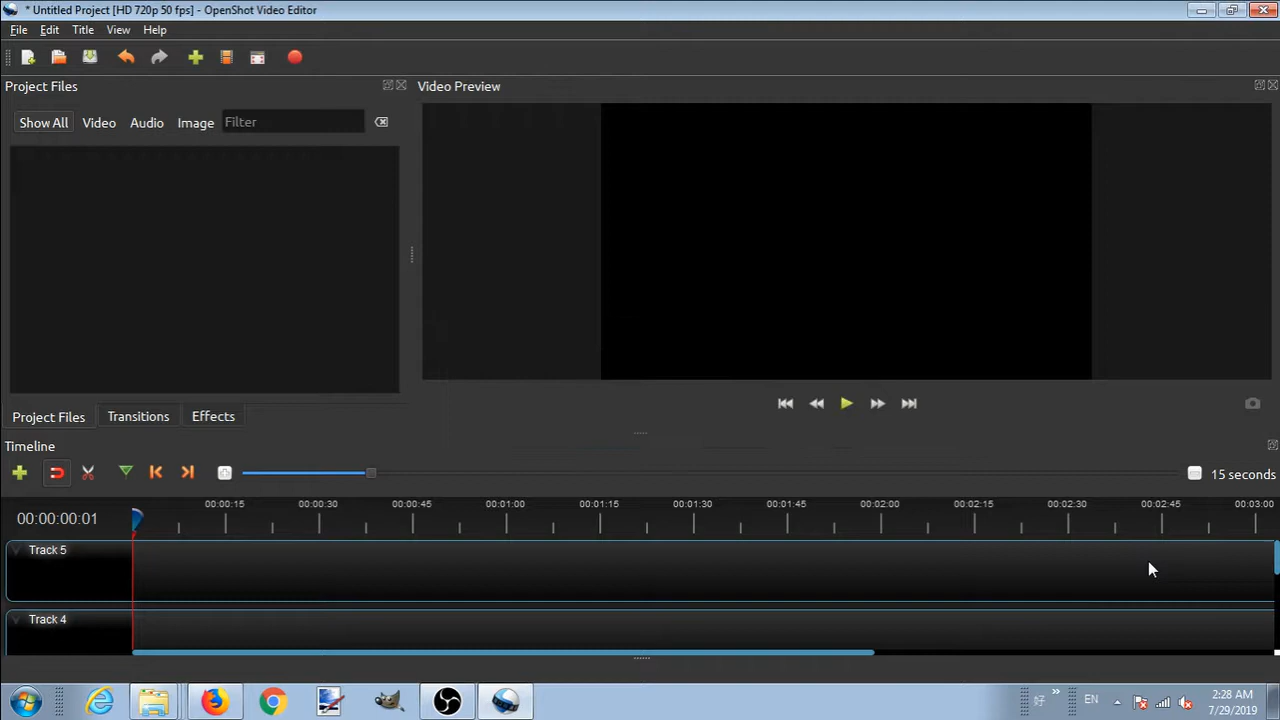 * Untitled Project [HD 720p 50 fps] - OpenShot Video Editor
File Edit Title View Help
Project Files
Video Preview
Show All Video Audio Image Filter
Project Files Transitions Effects
Timeline
15 seconds
00:00:00:01
00:00:15 00:00:30 00:00:45 00:01:00 00:01:15 00:01:30 00:01:45 00:02:00 00:02:15 00:02:30 00:02:45 00:03:00
Track 5
Track 4
好 » EN
2:28 AM
7/29/2019